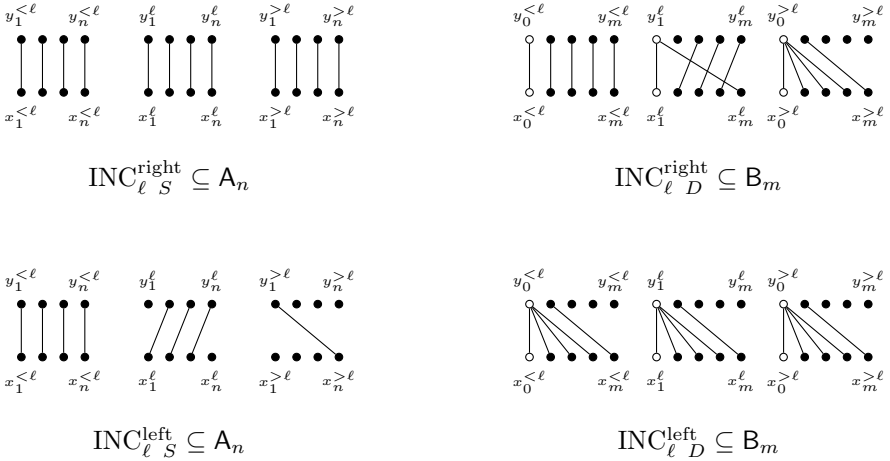 y_1^{<ℓ} y_n^{<ℓ} y_1^ℓ y_n^ℓ y_1^{>ℓ} y_n^{>ℓ} y_0^{<ℓ} y_m^{<ℓ} y_1^ℓ y_m^ℓ y_0^{>ℓ} y_m^{>ℓ}
x_1^{<ℓ} x_n^{<ℓ} x_1^ℓ x_n^ℓ x_1^{>ℓ} x_n^{>ℓ} x_0^{<ℓ} x_m^{<ℓ} x_1^ℓ x_m^ℓ x_0^{>ℓ} x_m^{>ℓ}
INC_{ℓ S}^{right} ⊆ A_n INC_{ℓ D}^{right} ⊆ B_m
y_1^{<ℓ} y_n^{<ℓ} y_1^ℓ y_n^ℓ y_1^{>ℓ} y_n^{>ℓ} y_0^{<ℓ} y_m^{<ℓ} y_1^ℓ y_m^ℓ y_0^{>ℓ} y_m^{>ℓ}
x_1^{<ℓ} x_n^{<ℓ} x_1^ℓ x_n^ℓ x_1^{>ℓ} x_n^{>ℓ} x_0^{<ℓ} x_m^{<ℓ} x_1^ℓ x_m^ℓ x_0^{>ℓ} x_m^{>ℓ}
INC_{ℓ S}^{left} ⊆ A_n INC_{ℓ D}^{left} ⊆ B_m